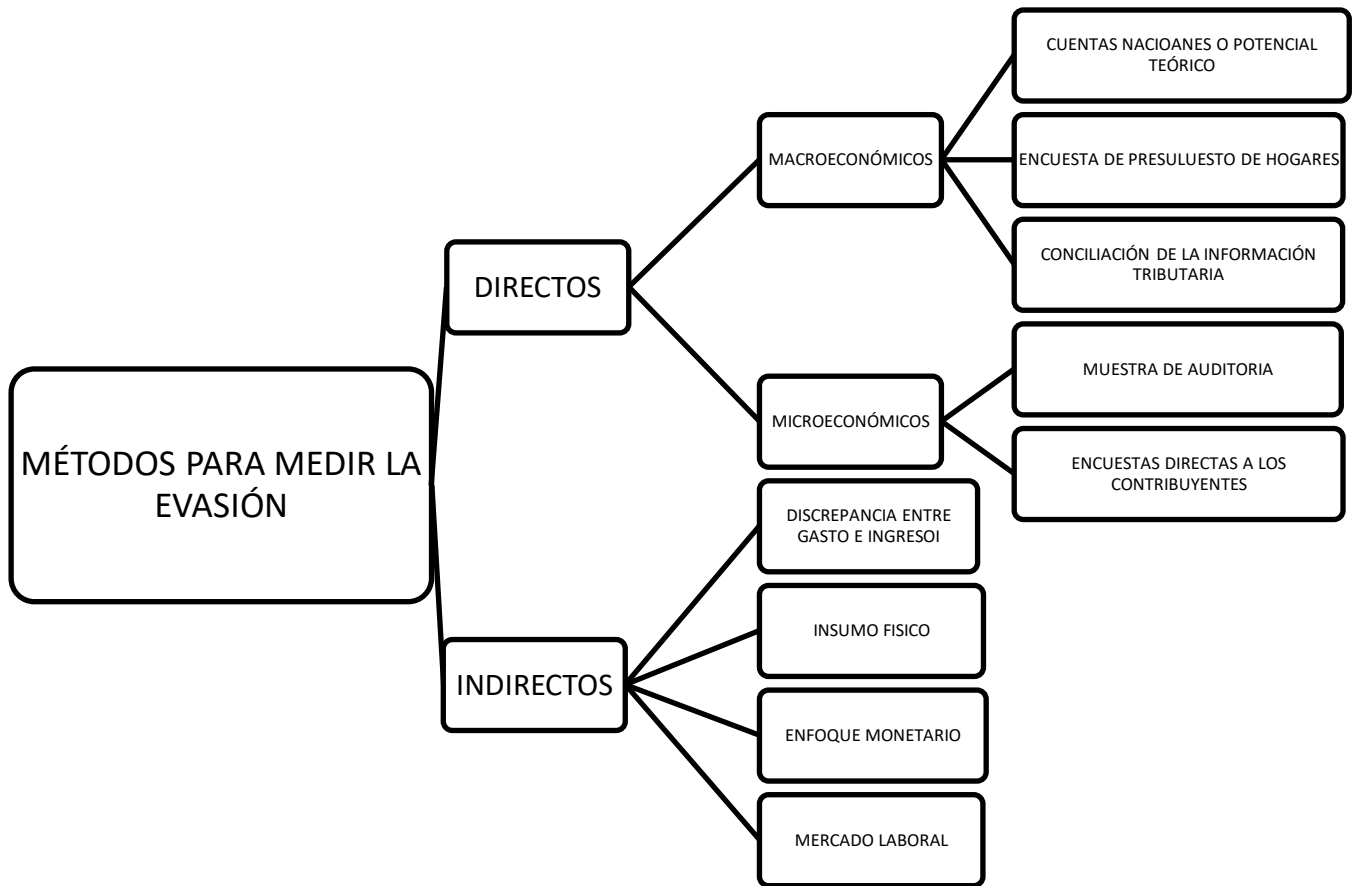 MÉTODOS PARA MEDIR LA
EVASIÓN
DIRECTOS
MACROECONÓMICOS
CUENTAS NACIOANES O POTENCIAL
TEÓRICO
ENCUESTA DE PRESULUESTO DE HOGARES
CONCILIACIÓN DE LA INFORMACIÓN
TRIBUTARIA
MICROECONÓMICOS
MUESTRA DE AUDITORIA
ENCUESTAS DIRECTAS A LOS
CONTRIBUYENTES
INDIRECTOS
DISCREPANCIA ENTRE
GASTO E INGRESOI
INSUMO FISICO
ENFOQUE MONETARIO
MERCADO LABORAL